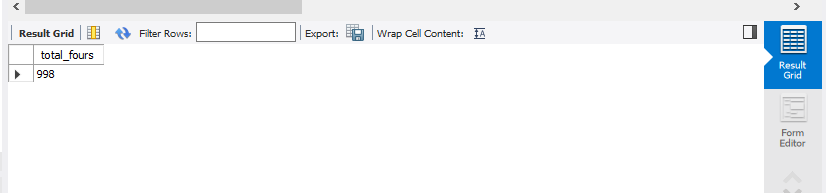 Result Grid Filter Rows: Export: Wrap Cell Content:
total_fours
998
Result
Grid
Form
Editor